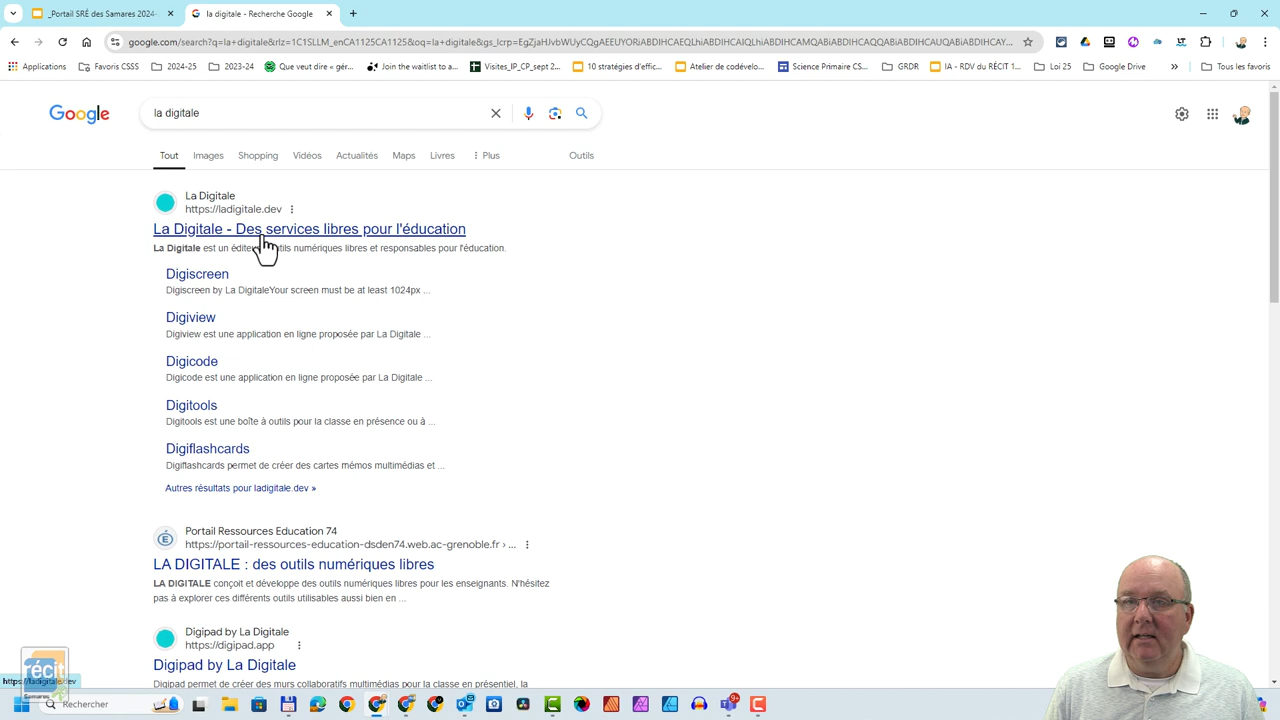 _Portail SRÉ des Samares 2024-
la digitale - Recherche Google
google.com/search?q=la+digitale&rlz=1C1SLLM_enCA1125CA1125&oq=la+digitale&gs_lcrp=
Applications
Favoris CSSS
2024-25
2023-24
Que veut dire «gér...
Join the waitlist to a...
Visites_IP_CP_sept 2...
10 stratégies d'effic...
Atelier de codévelo...
Science Primaire CS...
GRDR
IA - RDV du RÉCIT 1...
Loi 25
Google Drive
Tous les favoris
Google
la digitale
Tout
Images
Shopping
Vidéos
Actualités
Maps
Livres
Plus
Outils
La Digitale
https://ladigitale.dev
La Digitale - Des services libres pour l'éducation
La Digitale est un édite outils numériques libres et responsables pour l'éducation.
Digiscreen
Digiscreen by La DigitaleYour screen must be at least 1024px ...
Digiview
Digiview est une application en ligne proposée par La Digitale ...
Digicode
Digicode est une application en ligne proposée par La Digitale ...
Digitools
Digitools est une boîte à outils pour la classe en présence ou à ...
Digiflashcards
Digiflashcards permet de créer des cartes mémos multimédias et ...
Autres résultats pour ladigitale.dev »
Portail Ressources Education 74
https://portail-ressources-education-dsden74.web.ac-grenoble.fr › ...
LA DIGITALE : des outils numériques libres
LA DIGITALE conçoit et développe des outils numériques libres pour les enseignants. N'hésitez
pas à explorer ces différents outils utilisables aussi bien en ...
Digipad by La Digitale
https://digipad.app
Digipad by La Digitale
Digipad permet de créer des murs collaboratifs multimédias pour la classe en présentiel, la
récit
https://ladigitale.dev
Samares
Rechercher
9+